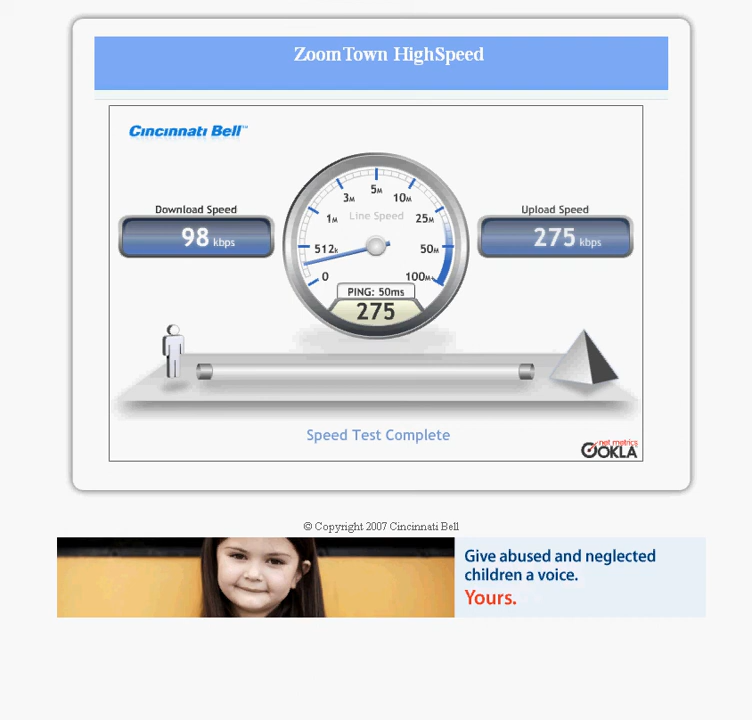 ZoomTown HighSpeed
Cincinnati Bell™
Download Speed
98 kbps
Upload Speed
275 kbps
Line Speed
0
512k
1M
3M
5M
10M
25M
50M
100M+
PING: 50ms
275
Speed Test Complete
net metrics
OOKLA
© Copyright 2007 Cincinnati Bell
Give abused and neglected
children a voice.
Yours.